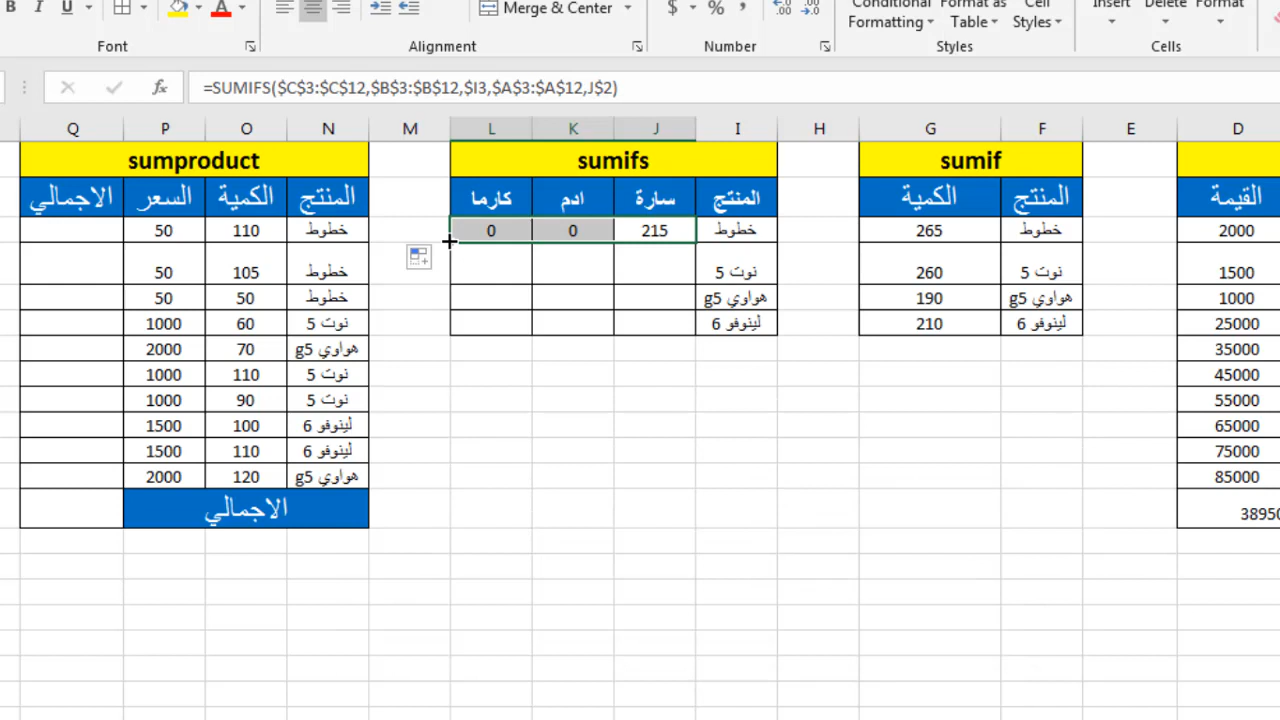 B I U A Merge & Center $ % , Conditional Format as Cell Insert Delete Format
Formatting Table Styles
Font Alignment Number Styles Cells
fx =SUMIFS($C$3:$C$12,$B$3:$B$12,$I3,$A$3:$A$12,J$2)
Q P O N M L K J I H G F E D
sumproduct sumifs sumif
المنتج الكمية السعر الاجمالي
خطوط 110 50
خطوط 105 50
خطوط 50 50
نوت 5 60 1000
هواوي g5 70 2000
نوت 5 110 1000
نوت 5 90 1000
لينوفو 6 100 1500
لينوفو 6 110 1500
هواوي g5 120 2000
الاجمالي
المنتج سارة ادم كارما
خطوط 215 0 0
نوت 5
هواوي g5
لينوفو 6
المنتج الكمية
خطوط 265
نوت 5 260
هواوي g5 190
لينوفو 6 210
القيمة
2000
1500
1000
25000
35000
45000
55000
65000
75000
85000